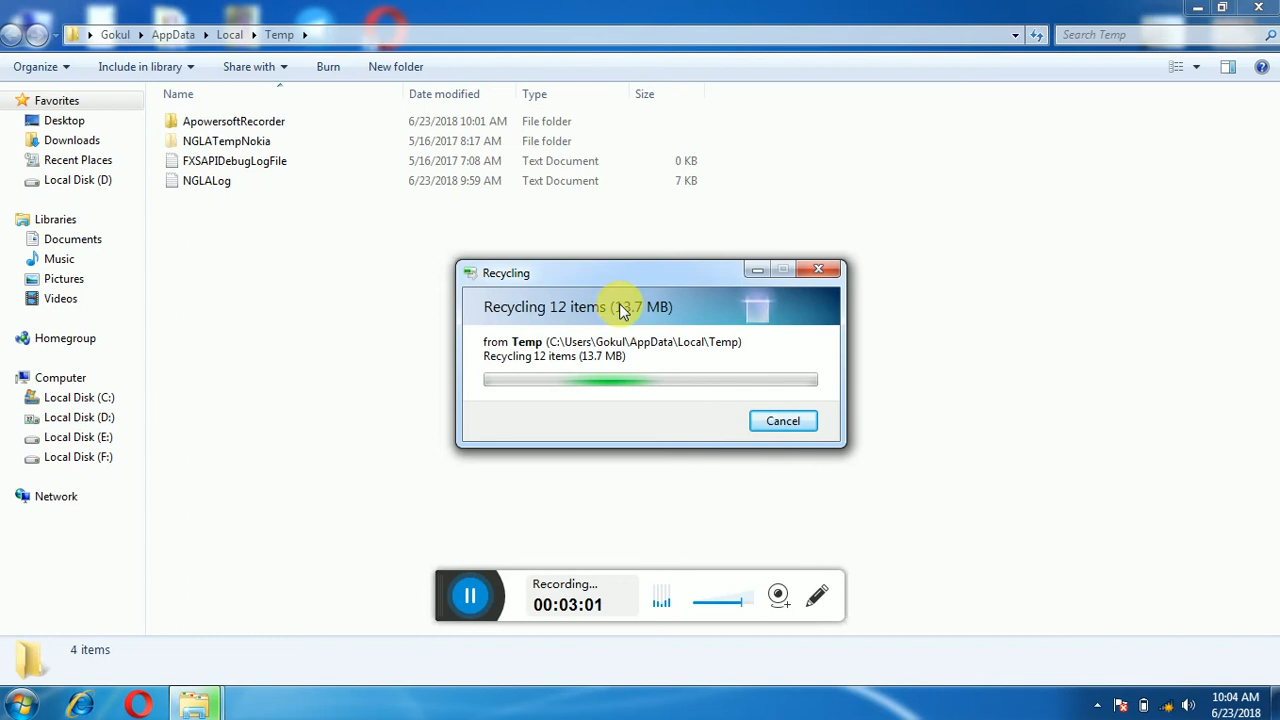 Gokul AppData Local Temp
Search Temp
Organize Include in library Share with Burn New folder
Name Date modified Type Size
Favorites
Desktop
Downloads
Recent Places
Local Disk (D)
Libraries
Documents
Music
Pictures
Videos
Homegroup
Computer
Local Disk (C:)
Local Disk (D:)
Local Disk (E:)
Local Disk (F:)
Network
ApowersoftRecorder 6/23/2018 10:01 AM File folder
NGLATempNokia 5/16/2017 8:17 AM File folder
FXSAPIDebugLogFile 5/16/2017 7:08 AM Text Document 0 KB
NGLALog 6/23/2018 9:59 AM Text Document 7 KB
Recycling
Recycling 12 items (13.7 MB)
from Temp (C:\Users\Gokul\AppData\Local\Temp)
Recycling 12 items (13.7 MB)
Cancel
Recording...
00:03:01
4 items
10:04 AM
6/23/2018